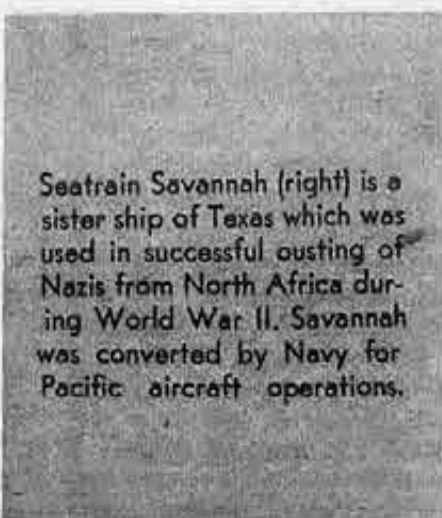 Seatrain Savannah (right) is a
sister ship of Texas which was
used in successful ousting of
Nazis from North Africa dur-
ing World War II. Savannah
was converted by Navy for
Pacific aircraft operations.